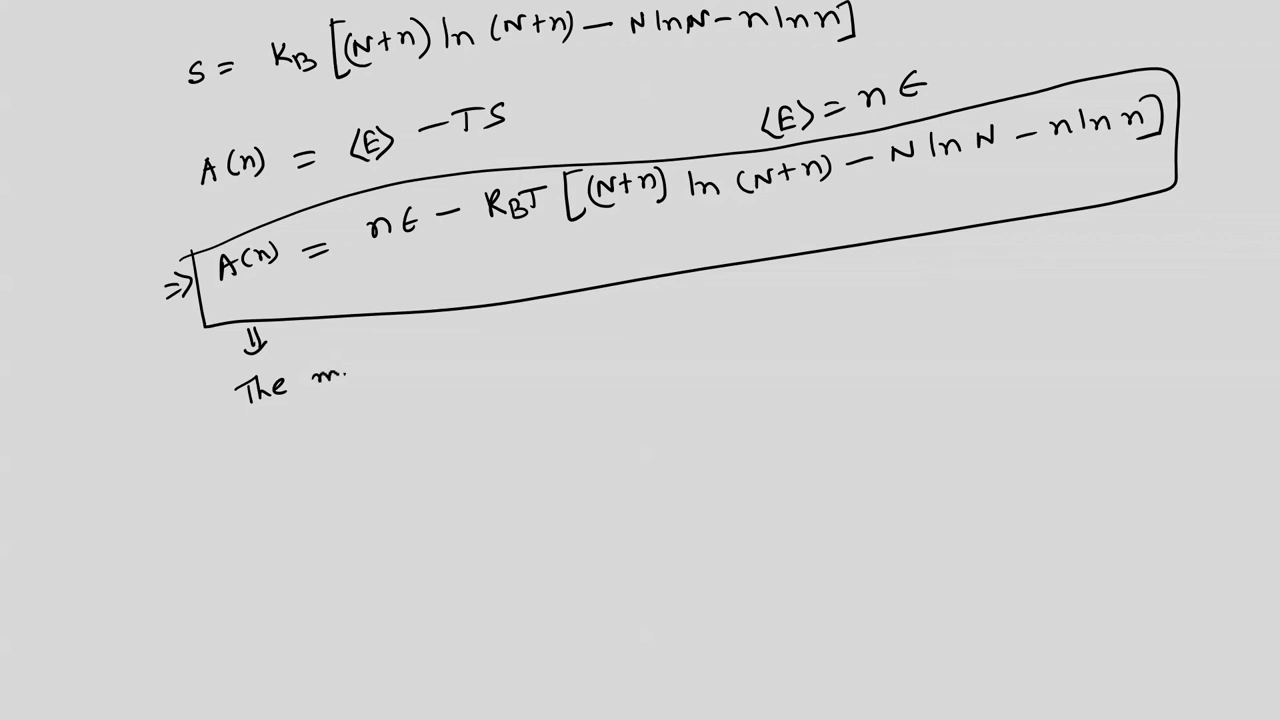 S = K_B [(N+n) ln (N+n) — N ln N — n ln n]
A(n) = ⟨E⟩ — TS ⟨E⟩ = n ∈
⇒ A(n) = n ∈ — K_B T [(N+n] ln (N+n) — N ln N — n ln n]
⇓
The m